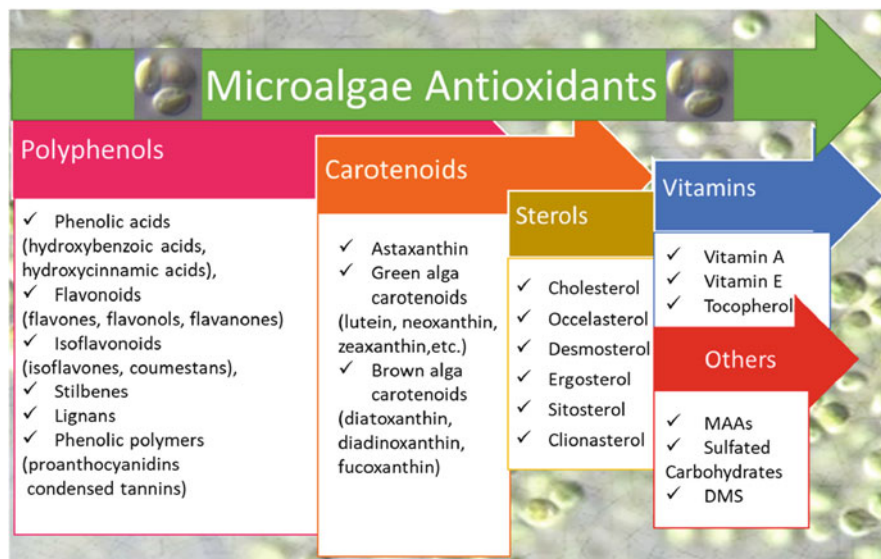 Microalgae Antioxidants
Polyphenols
✓ Phenolic acids
(hydroxybenzoic acids,
hydroxycinnamic acids),
✓ Flavonoids
(flavones, flavonols, flavanones)
✓ Isoflavonoids
(isoflavones, coumestans),
✓ Stilbenes
✓ Lignans
✓ Phenolic polymers
(proanthocyanidins
condensed tannins)
Carotenoids
✓ Astaxanthin
✓ Green alga
carotenoids
(lutein, neoxanthin,
zeaxanthin,etc.)
✓ Brown alga
carotenoids
(diatoxanthin,
diadinoxanthin,
fucoxanthin)
Sterols
✓ Cholesterol
✓ Occelasterol
✓ Desmosterol
✓ Ergosterol
✓ Sitosterol
✓ Clionasterol
Vitamins
✓ Vitamin A
✓ Vitamin E
✓ Tocopherol
Others
✓ MAAs
✓ Sulfated
Carbohydrates
✓ DMS